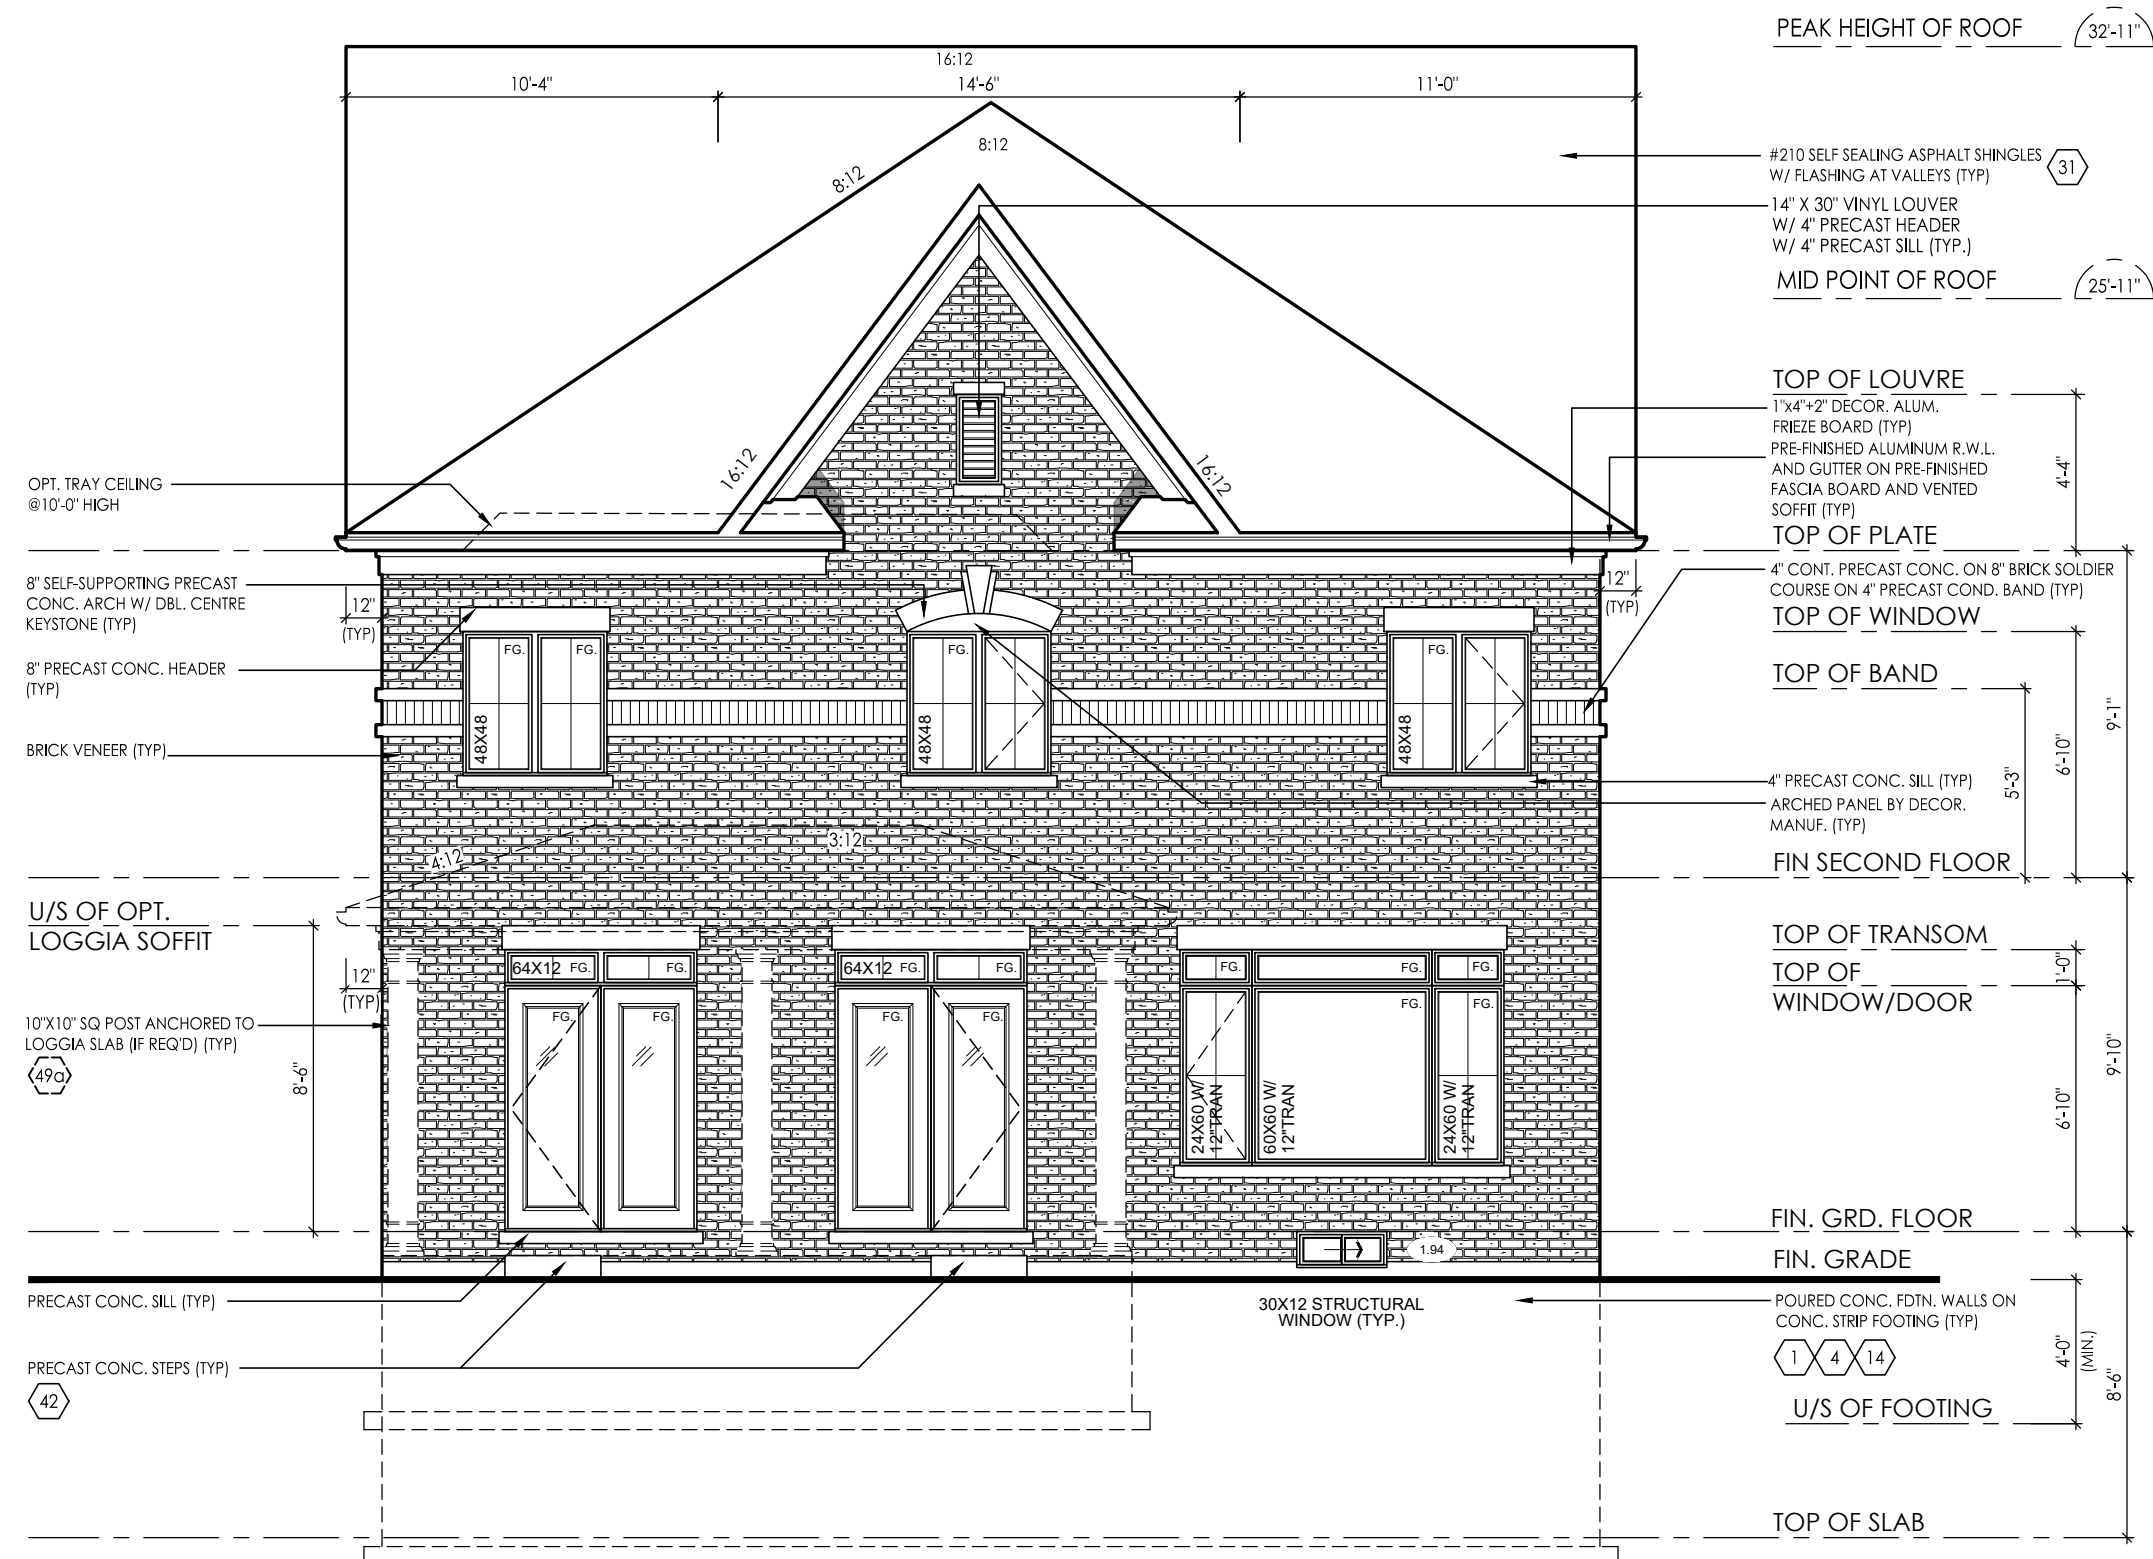 PEAK HEIGHT OF ROOF
32'-11"
16:12
10'-4"
14'-6"
11'-0"
8:12
8:12
#210 SELF SEALING ASPHALT SHINGLES
W/ FLASHING AT VALLEYS (TYP)
31
14" X 30" VINYL LOUVER
W/ 4" PRECAST HEADER
W/ 4" PRECAST SILL (TYP.)
MID POINT OF ROOF
25'-11"
TOP OF LOUVRE
1"x4"+2" DECOR. ALUM.
FRIEZE BOARD (TYP)
PRE-FINISHED ALUMINUM R.W.L.
AND GUTTER ON PRE-FINISHED
FASCIA BOARD AND VENTED
SOFFIT (TYP)
4'-4"
16:12
16:12
OPT. TRAY CEILING
@10'-0" HIGH
TOP OF PLATE
8" SELF-SUPPORTING PRECAST
CONC. ARCH W/ DBL. CENTRE
KEYSTONE (TYP)
12"
(TYP)
12"
(TYP)
4" CONT. PRECAST CONC. ON 8" BRICK SOLDIER
COURSE ON 4" PRECAST COND. BAND (TYP)
TOP OF WINDOW
8" PRECAST CONC. HEADER
(TYP)
FG.
FG.
FG.
FG.
TOP OF BAND
48X48
48X48
48X48
9'-1"
6'-10"
5'-3"
BRICK VENEER (TYP)
4" PRECAST CONC. SILL (TYP)
ARCHED PANEL BY DECOR.
MANUF. (TYP)
4:12
3:12
FIN SECOND FLOOR
U/S OF OPT.
LOGGIA SOFFIT
TOP OF TRANSOM
64X12
FG.
FG.
64X12
FG.
FG.
FG.
FG.
FG.
1'-0"
TOP OF
WINDOW/DOOR
12"
(TYP)
FG.
FG.
FG.
FG.
FG.
FG.
10"X10" SQ POST ANCHORED TO
LOGGIA SLAB (IF REQ'D) (TYP)
49a
8'-6"
24X60 W/
12"TRAN
60X60 W/
12"TRAN
24X60 W/
12"TRAN
9'-10"
6'-10"
FIN. GRD. FLOOR
1.94
FIN. GRADE
PRECAST CONC. SILL (TYP)
30X12 STRUCTURAL
WINDOW (TYP.)
POURED CONC. FDTN. WALLS ON
CONC. STRIP FOOTING (TYP)
1
4
14
4'-0"
(MIN.)
8'-6"
PRECAST CONC. STEPS (TYP)
42
U/S OF FOOTING
TOP OF SLAB